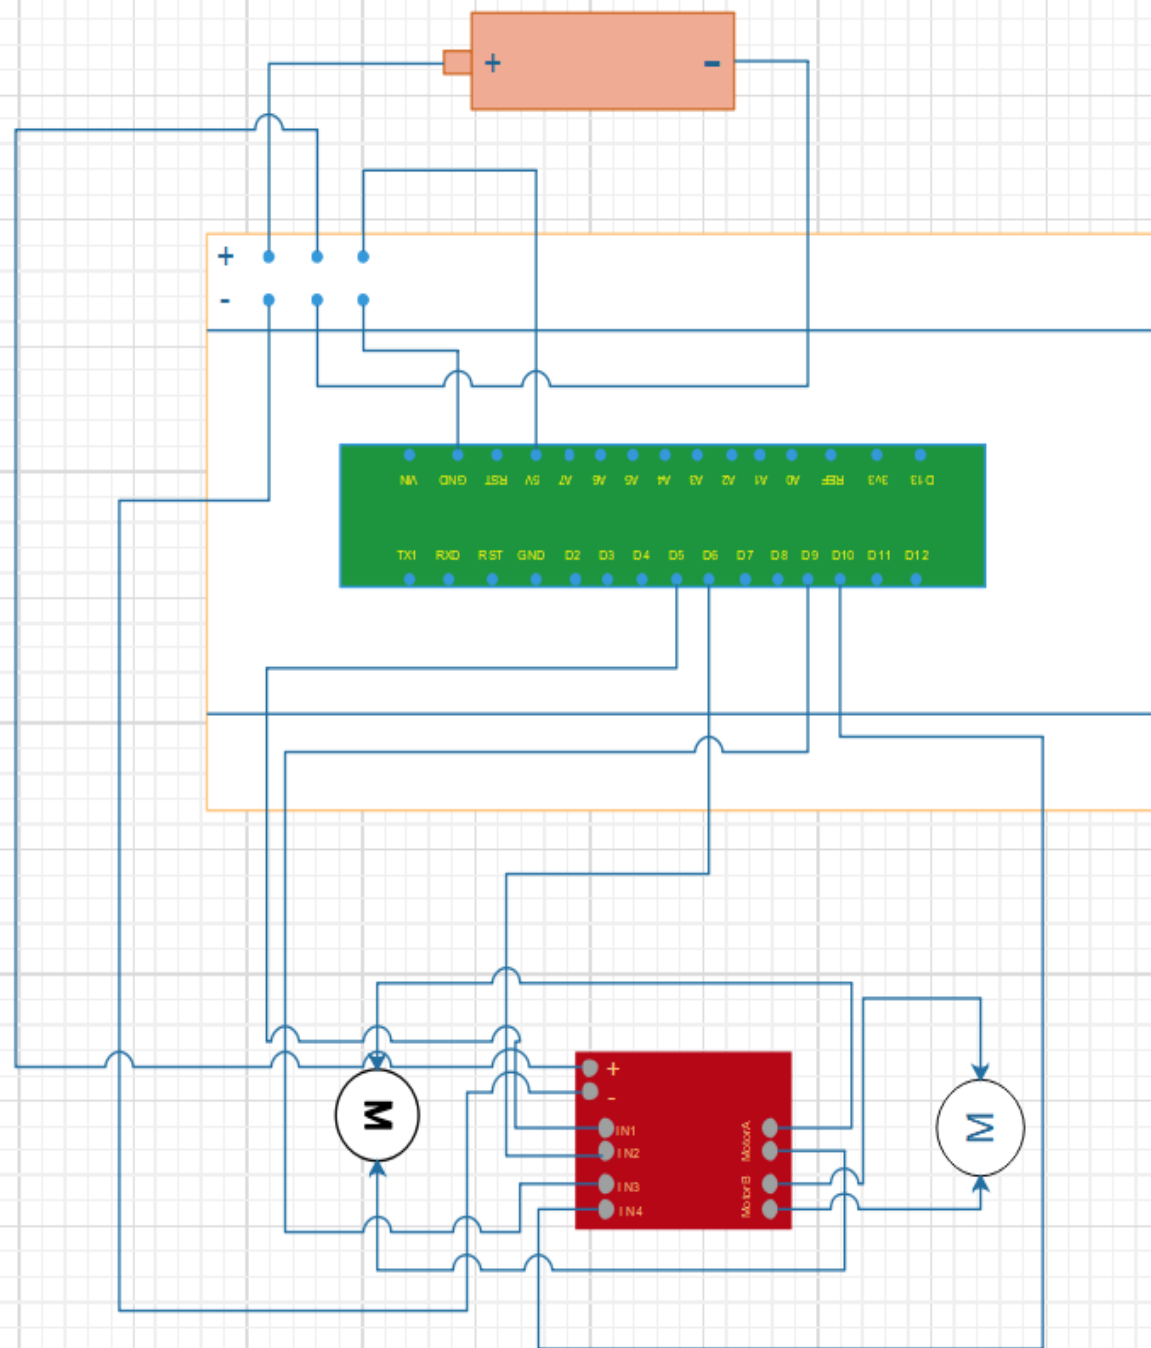 + -
+
-
VIN GND RST 5V A7 A6 A5 A4 A3 A2 A1 A0 REF 3v3 D13
TX1 RXD RST GND D2 D3 D4 D5 D6 D7 D8 D9 D10 D11 D12
+
-
IN1
IN2
IN3
IN4
MotorA
MotorB
M
M